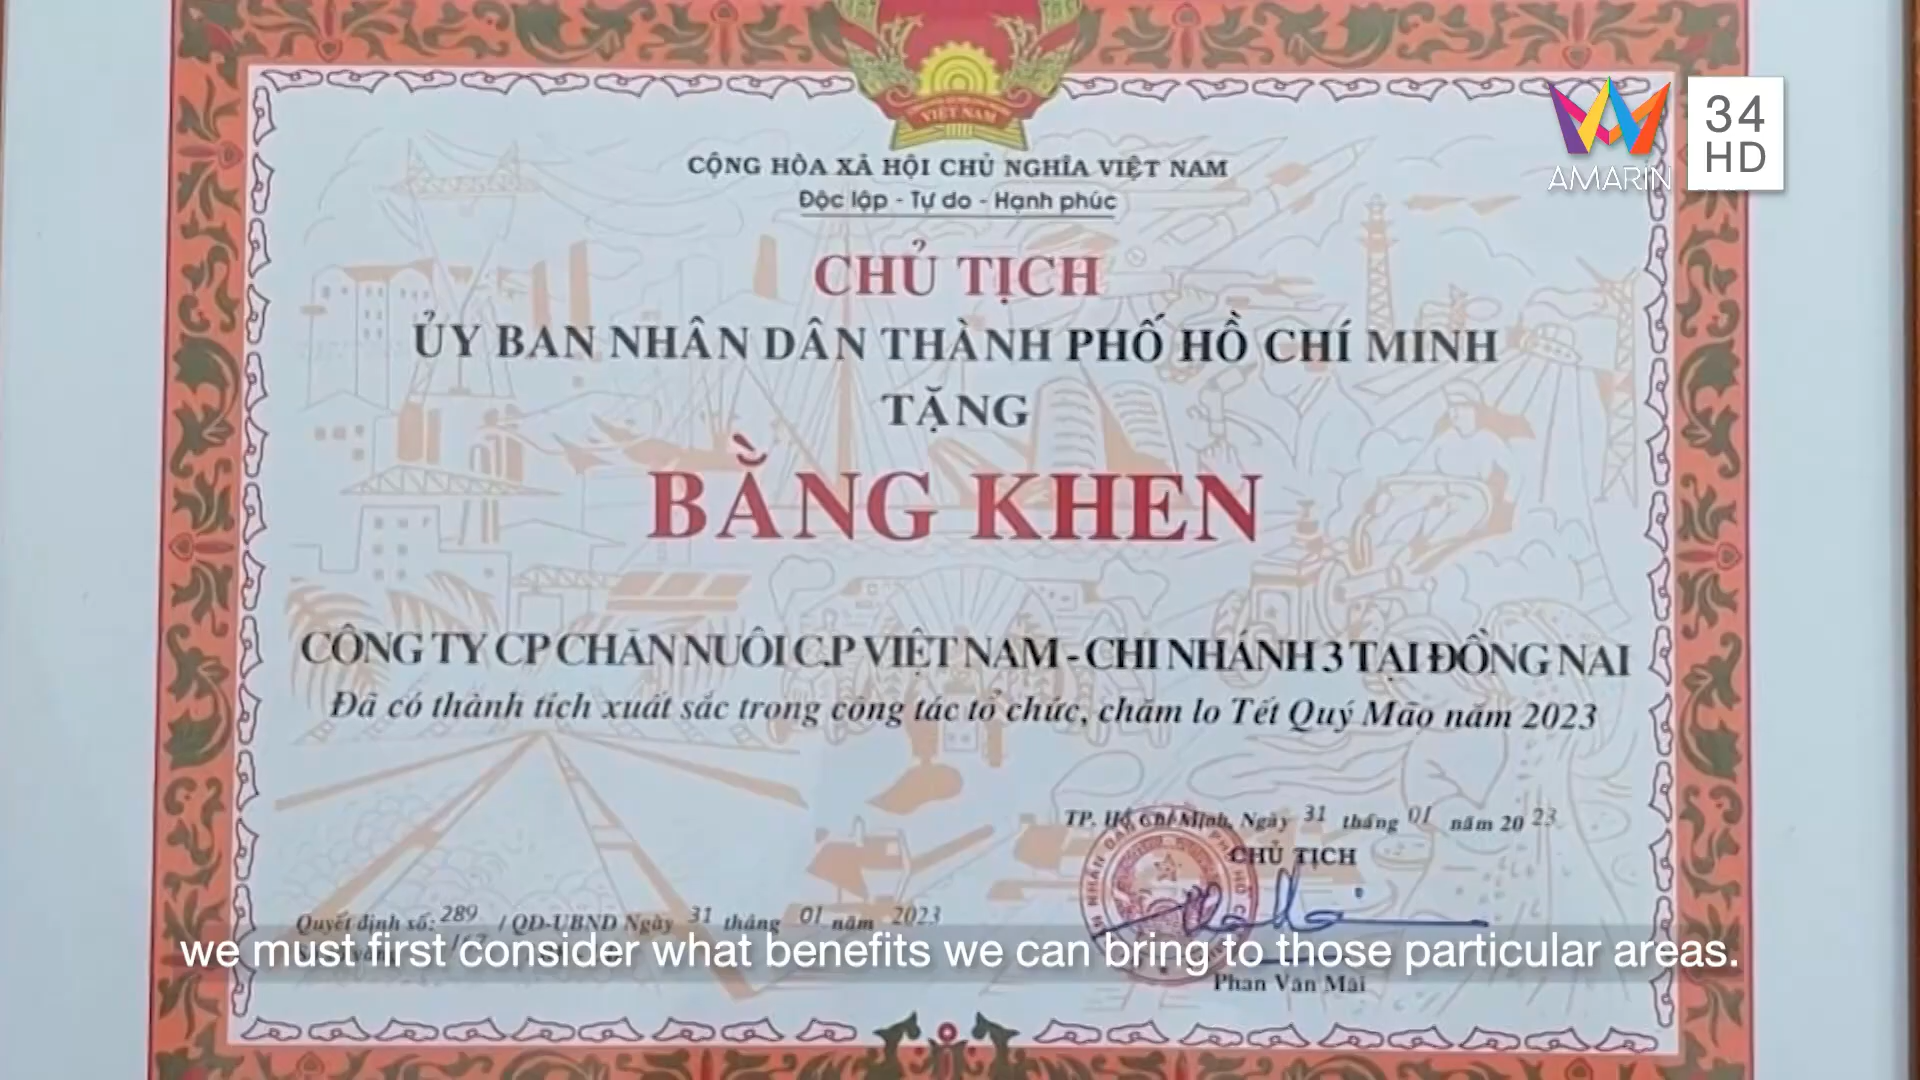 VIỆT NAM
AMARIN
34
HD
CỘNG HÒA XÃ HỘI CHỦ NGHĨA VIỆT NAM
Độc lập - Tự do - Hạnh phúc
CHỦ TỊCH
ỦY BAN NHÂN DÂN THÀNH PHỐ HỒ CHÍ MINH
TẶNG
BẰNG KHEN
CÔNG TY CP CHĂN NUÔI C.P VIỆT NAM - CHI NHÁNH 3 TẠI ĐỒNG NAI
Đã có thành tích xuất sắc trong công tác tổ chức, chăm lo Tết Quý Mão năm 2023
TP. Hồ Chí Minh, Ngày 31 tháng 01 năm 2023
CHỦ TỊCH
Quyết định số: 289 / QĐ-UBND Ngày 31 tháng 01 năm 2023
we must first consider what benefits we can bring to those particular areas.
Phan Văn Mãi